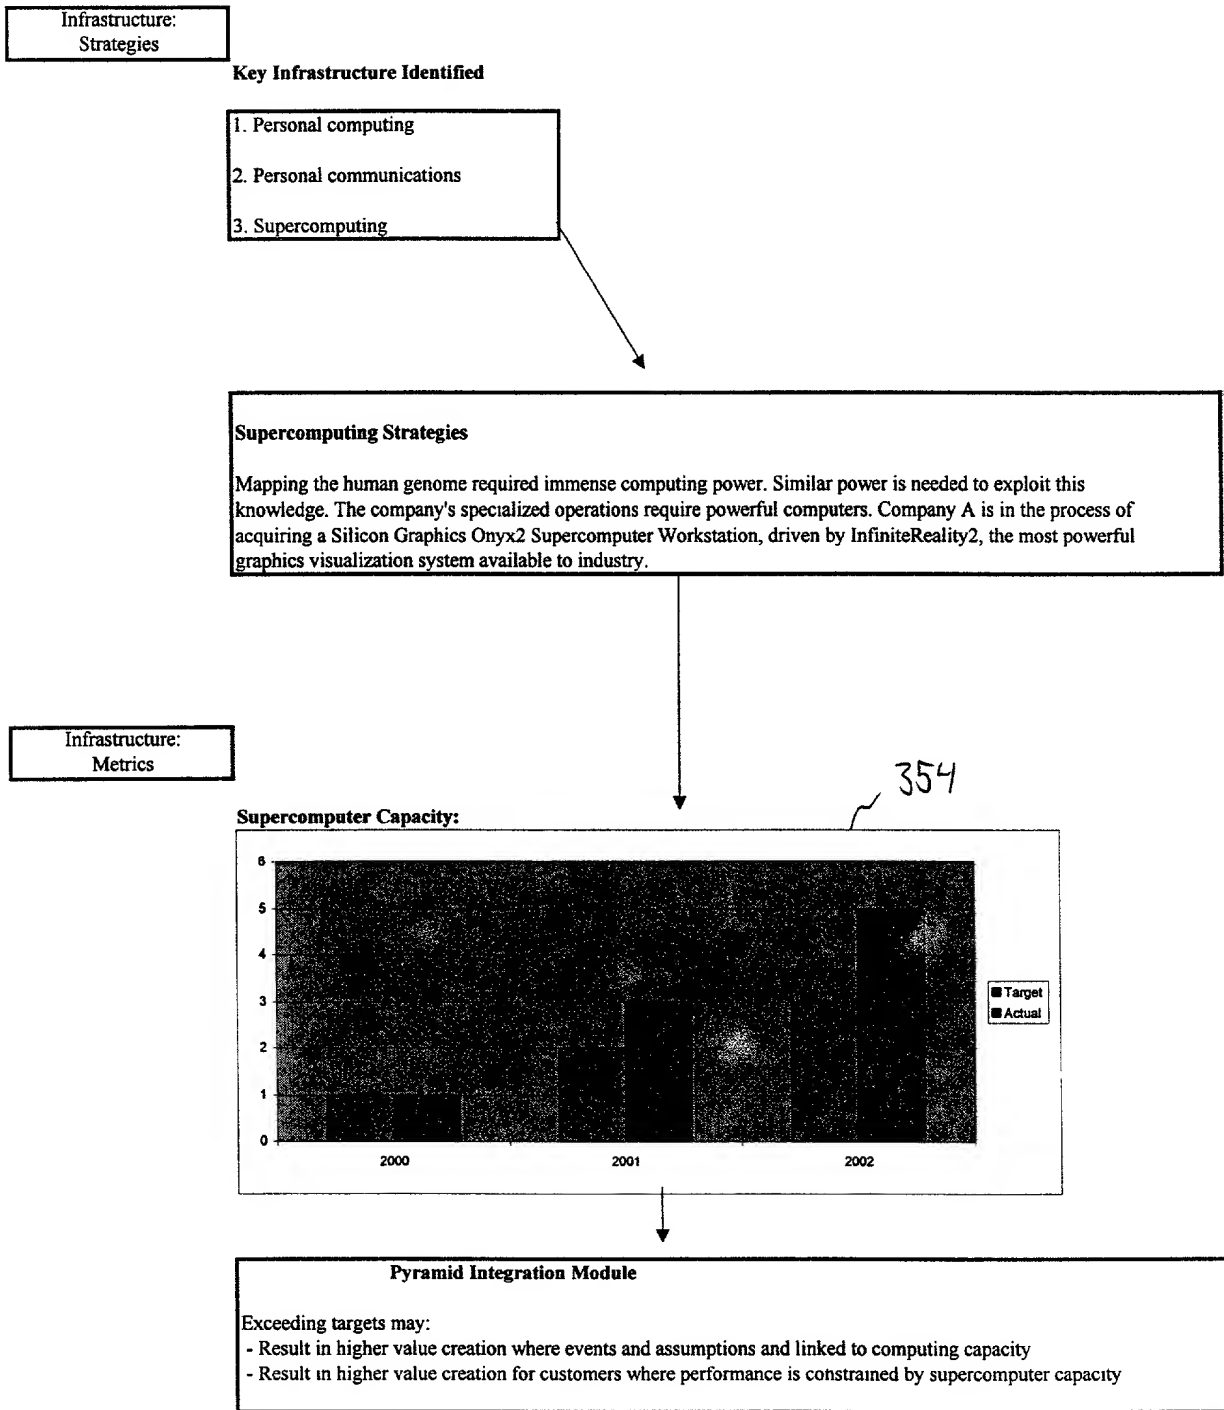 Infrastructure:
Strategies
Key Infrastructure Identified
1. Personal computing
2. Personal communications
3. Supercomputing
Supercomputing Strategies
Mapping the human genome required immense computing power. Similar power is needed to exploit this
knowledge. The company's specialized operations require powerful computers. Company A is in the process of
acquiring a Silicon Graphics Onyx2 Supercomputer Workstation, driven by InfiniteReality2, the most powerful
graphics visualization system available to industry.
Infrastructure:
Metrics
354
Supercomputer Capacity:
6
5
4
3
2
1
0
2000 2001 2002
Target
Actual
Pyramid Integration Module
Exceeding targets may:
- Result in higher value creation where events and assumptions and linked to computing capacity
- Result in higher value creation for customers where performance is constrained by supercomputer capacity